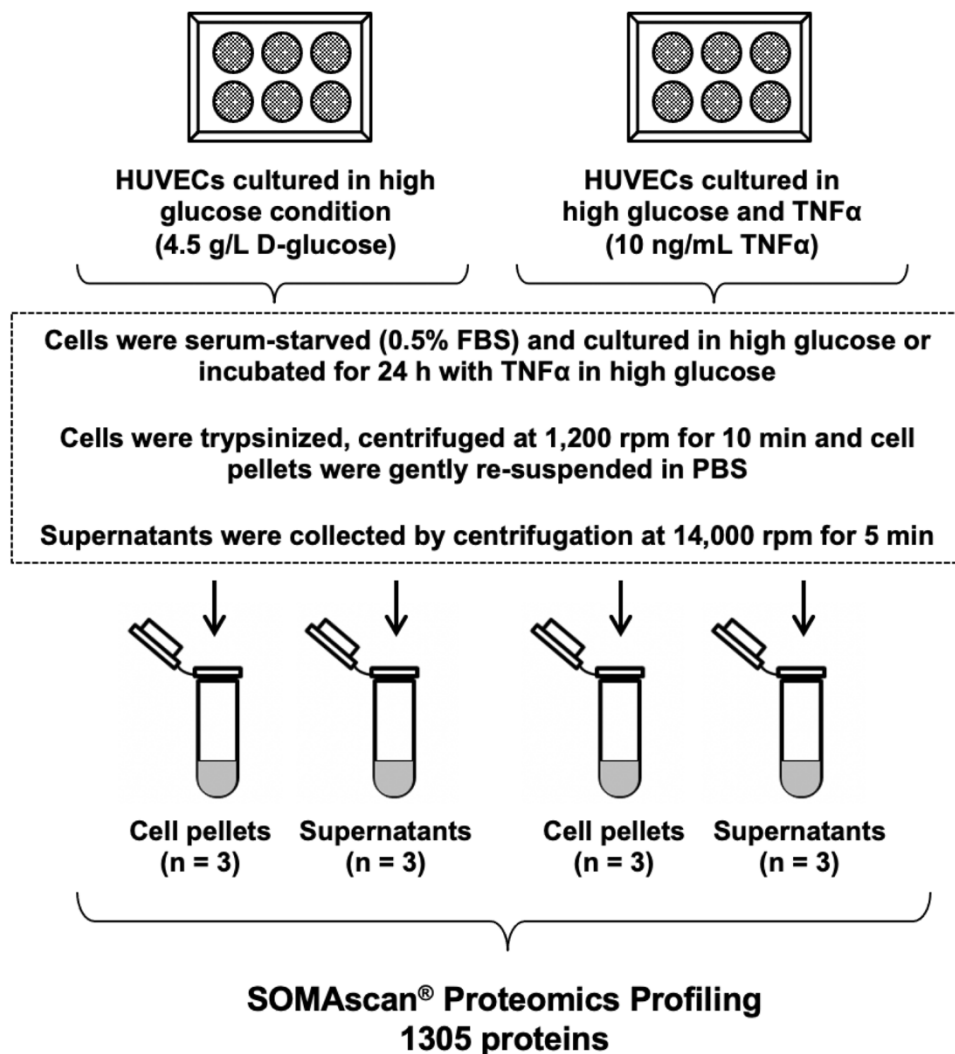 HUVECs cultured in high
glucose condition
(4.5 g/L D-glucose)
HUVECs cultured in
high glucose and TNFα
(10 ng/mL TNFα)
Cells were serum-starved (0.5% FBS) and cultured in high glucose or
incubated for 24 h with TNFα in high glucose
Cells were trypsinized, centrifuged at 1,200 rpm for 10 min and cell
pellets were gently re-suspended in PBS
Supernatants were collected by centrifugation at 14,000 rpm for 5 min
Cell pellets
(n = 3)
Supernatants
(n = 3)
Cell pellets
(n = 3)
Supernatants
(n = 3)
SOMAscan® Proteomics Profiling
1305 proteins